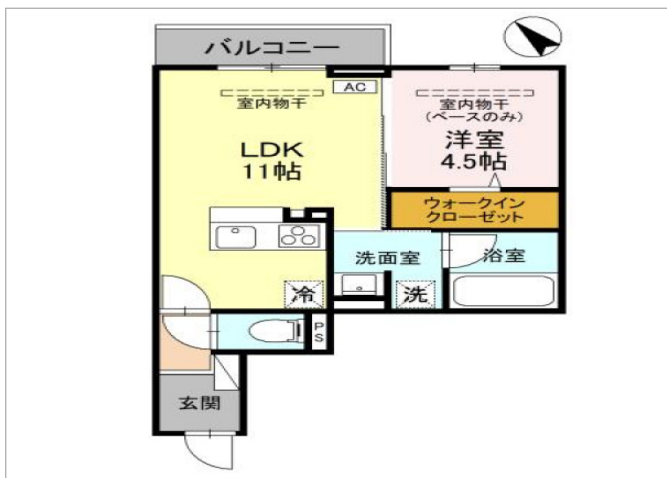 バルコニー
AC
室内物干
LDK
11帖
室内物干
(ベースのみ)
洋室
4.5帖
ウォークイン
クローゼット
洗面室
浴室
冷
洗
PS
玄関